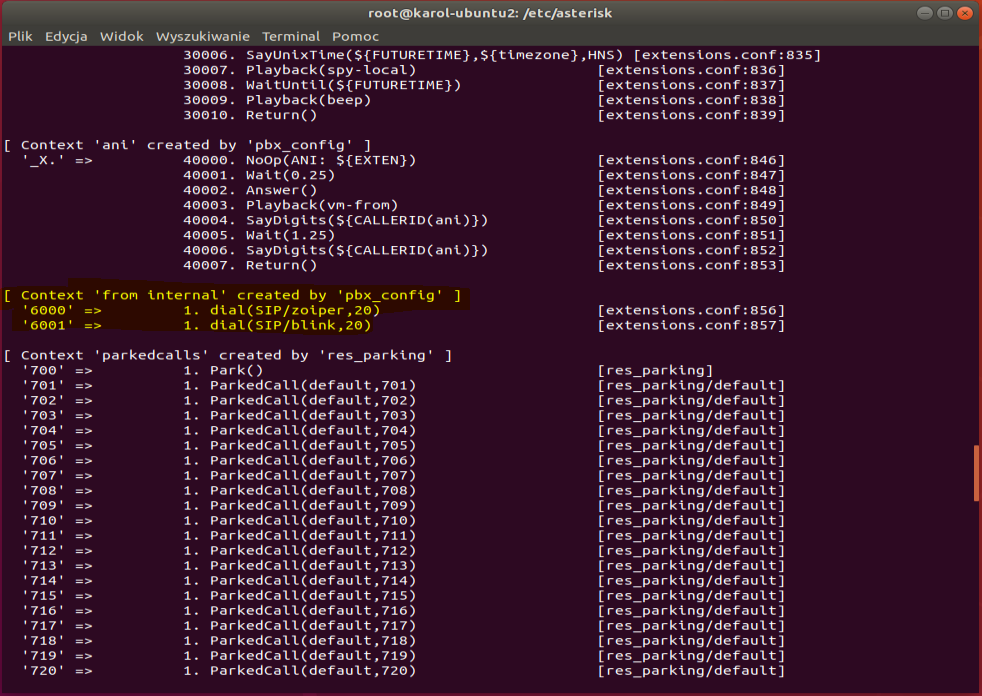 root@karol-ubuntu2: /etc/asterisk
Plik Edycja Widok Wyszukiwanie Terminal Pomoc
30006. SayUnixTime(${FUTURETIME},${timezone},HNS) [extensions.conf:835]
30007. Playback(spy-local) [extensions.conf:836]
30008. WaitUntil(${FUTURETIME}) [extensions.conf:837]
30009. Playback(beep) [extensions.conf:838]
30010. Return() [extensions.conf:839]
[ Context 'ani' created by 'pbx_config' ]
'_X.' => 40000. NoOp(ANI: ${EXTEN}) [extensions.conf:846]
40001. Wait(0.25) [extensions.conf:847]
40002. Answer() [extensions.conf:848]
40003. Playback(vm-from) [extensions.conf:849]
40004. SayDigits(${CALLERID(ani)}) [extensions.conf:850]
40005. Wait(1.25) [extensions.conf:851]
40006. SayDigits(${CALLERID(ani)}) [extensions.conf:852]
40007. Return() [extensions.conf:853]
[ Context 'from internal' created by 'pbx_config' ]
'6000' => 1. dial(SIP/zoiper,20) [extensions.conf:856]
'6001' => 1. dial(SIP/blink,20) [extensions.conf:857]
[ Context 'parkedcalls' created by 'res_parking' ]
'700' => 1. Park() [res_parking]
'701' => 1. ParkedCall(default,701) [res_parking/default]
'702' => 1. ParkedCall(default,702) [res_parking/default]
'703' => 1. ParkedCall(default,703) [res_parking/default]
'704' => 1. ParkedCall(default,704) [res_parking/default]
'705' => 1. ParkedCall(default,705) [res_parking/default]
'706' => 1. ParkedCall(default,706) [res_parking/default]
'707' => 1. ParkedCall(default,707) [res_parking/default]
'708' => 1. ParkedCall(default,708) [res_parking/default]
'709' => 1. ParkedCall(default,709) [res_parking/default]
'710' => 1. ParkedCall(default,710) [res_parking/default]
'711' => 1. ParkedCall(default,711) [res_parking/default]
'712' => 1. ParkedCall(default,712) [res_parking/default]
'713' => 1. ParkedCall(default,713) [res_parking/default]
'714' => 1. ParkedCall(default,714) [res_parking/default]
'715' => 1. ParkedCall(default,715) [res_parking/default]
'716' => 1. ParkedCall(default,716) [res_parking/default]
'717' => 1. ParkedCall(default,717) [res_parking/default]
'718' => 1. ParkedCall(default,718) [res_parking/default]
'719' => 1. ParkedCall(default,719) [res_parking/default]
'720' => 1. ParkedCall(default,720) [res_parking/default]